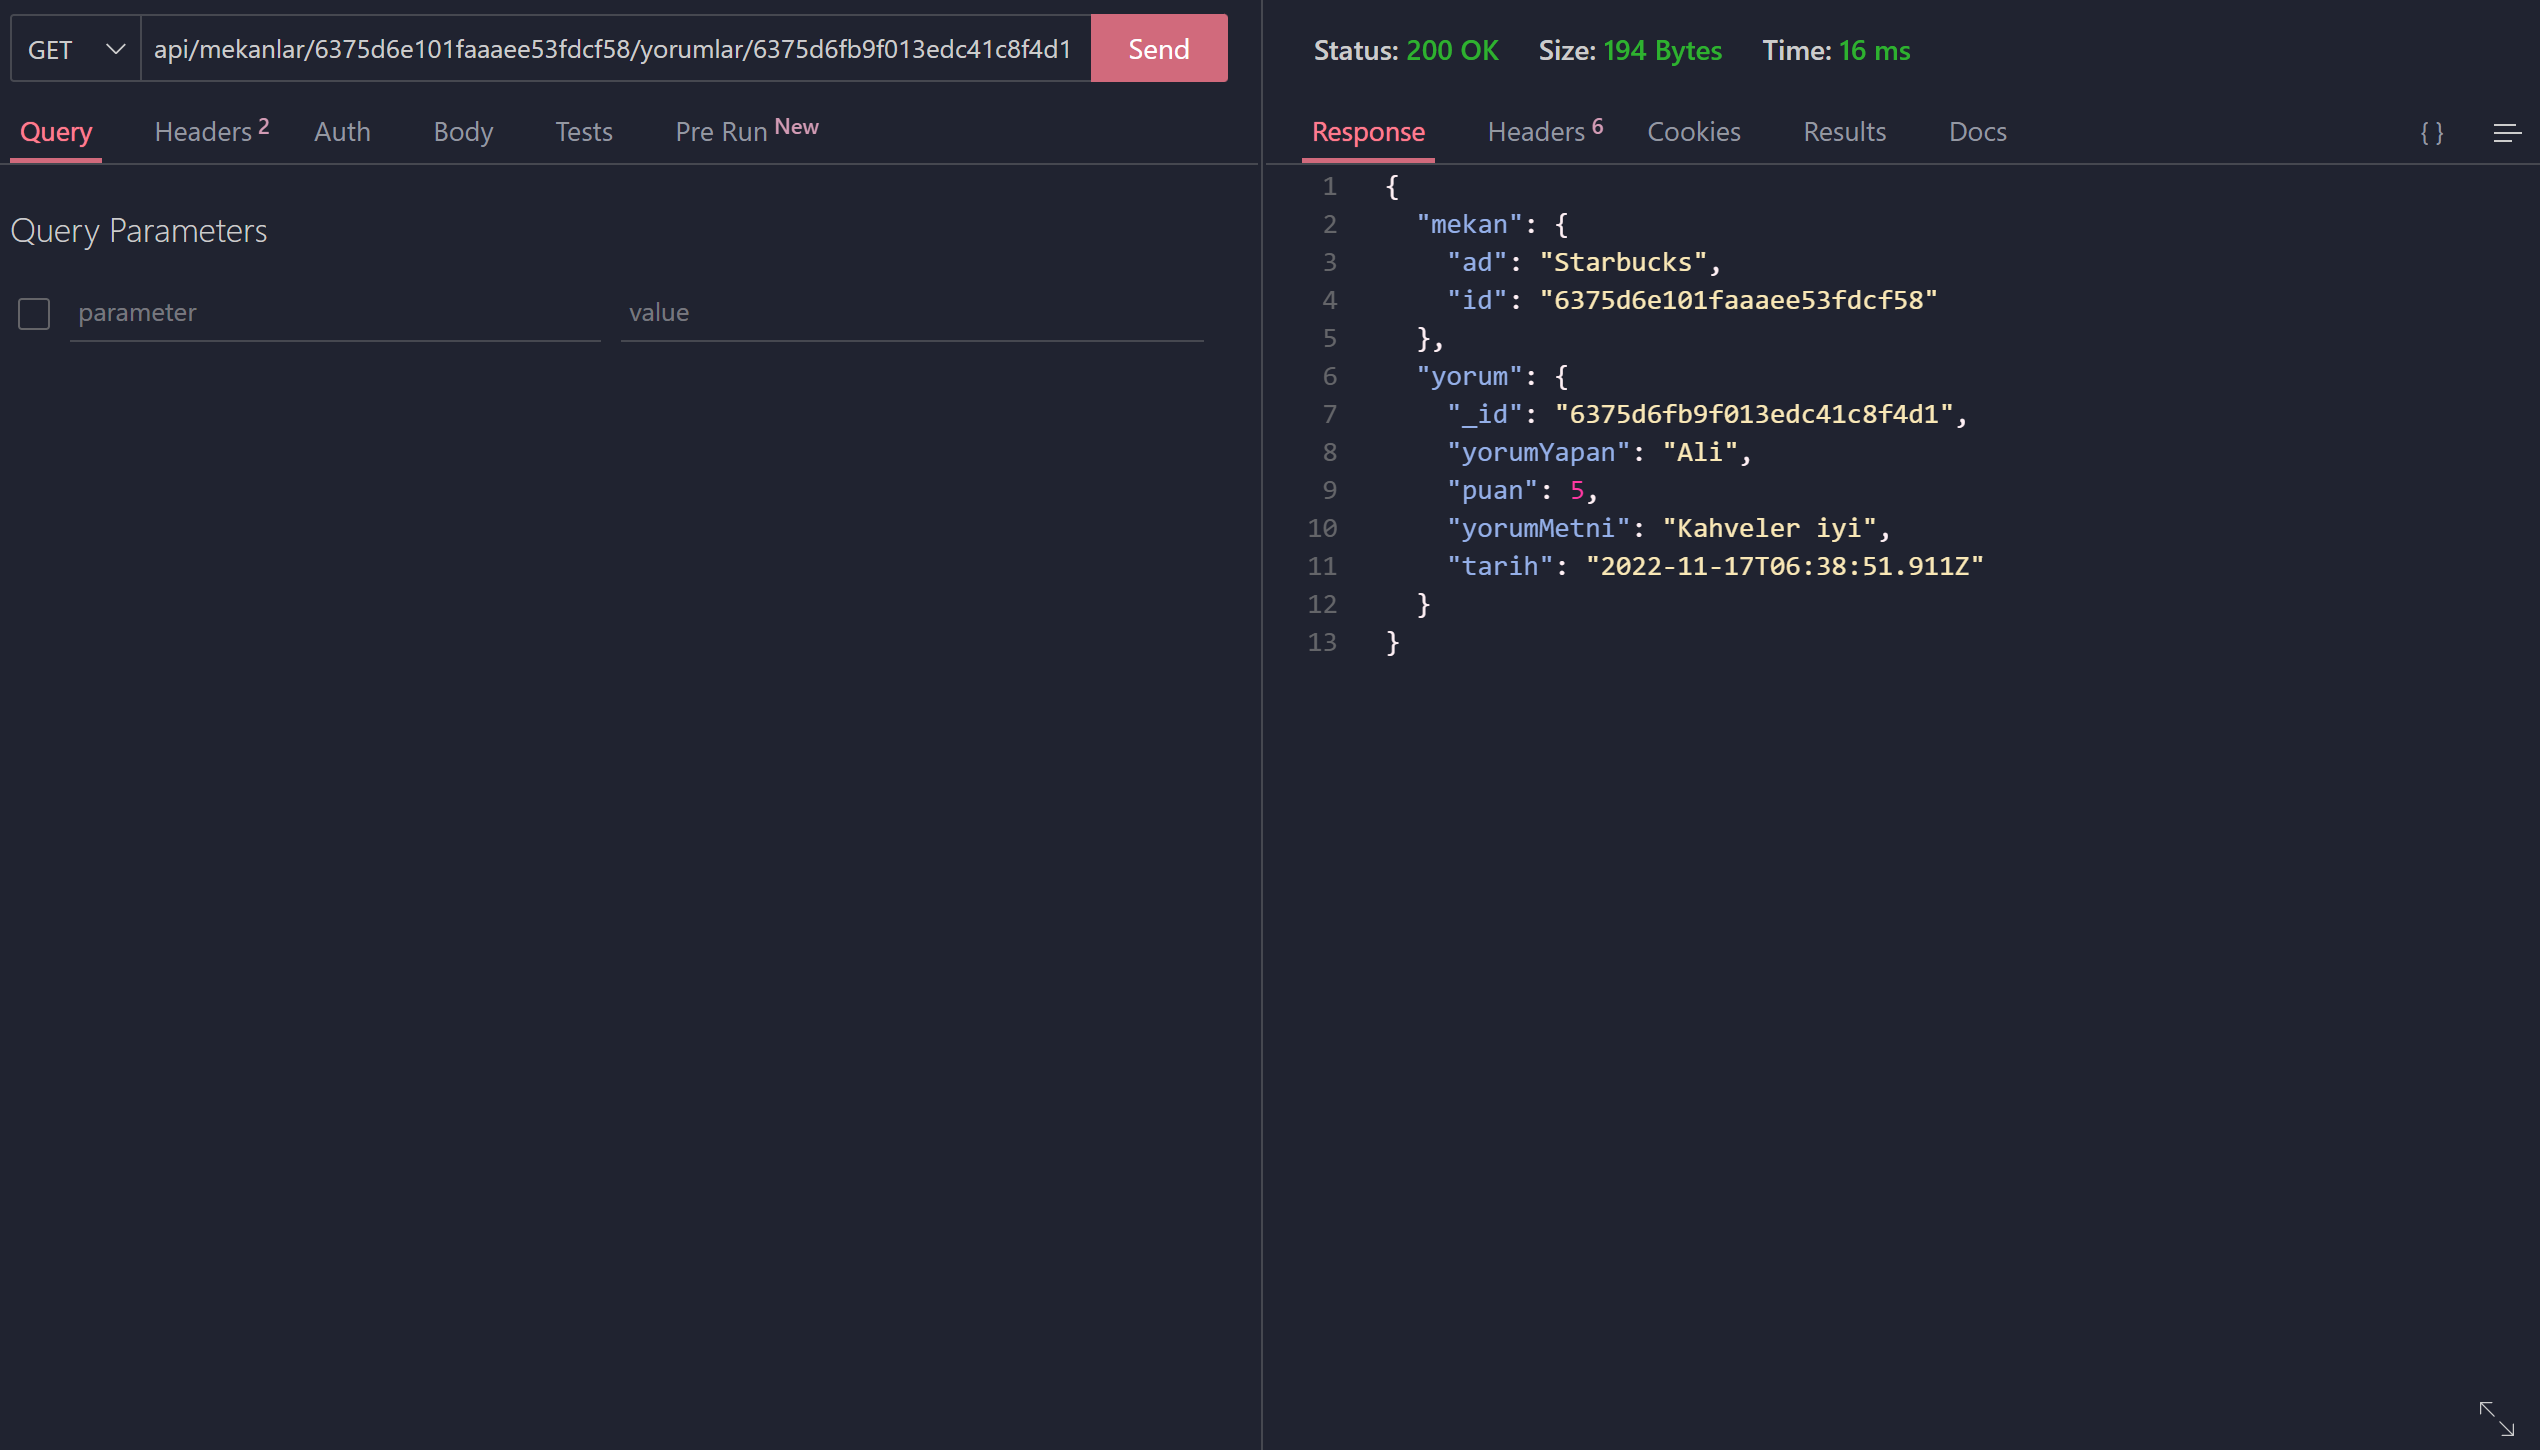 GET api/mekanlar/6375d6e101faaaee53fdcf58/yorumlar/6375d6fb9f013edc41c8f4d1 Send
Query Headers 2 Auth Body Tests Pre Run New
Query Parameters
parameter value
Status: 200 OK Size: 194 Bytes Time: 16 ms
Response Headers 6 Cookies Results Docs { }
1 {
2 "mekan": {
3 "ad": "Starbucks",
4 "id": "6375d6e101faaaee53fdcf58"
5 },
6 "yorum": {
7 "_id": "6375d6fb9f013edc41c8f4d1",
8 "yorumYapan": "Ali",
9 "puan": 5,
10 "yorumMetni": "Kahveler iyi",
11 "tarih": "2022-11-17T06:38:51.911Z"
12 }
13 }